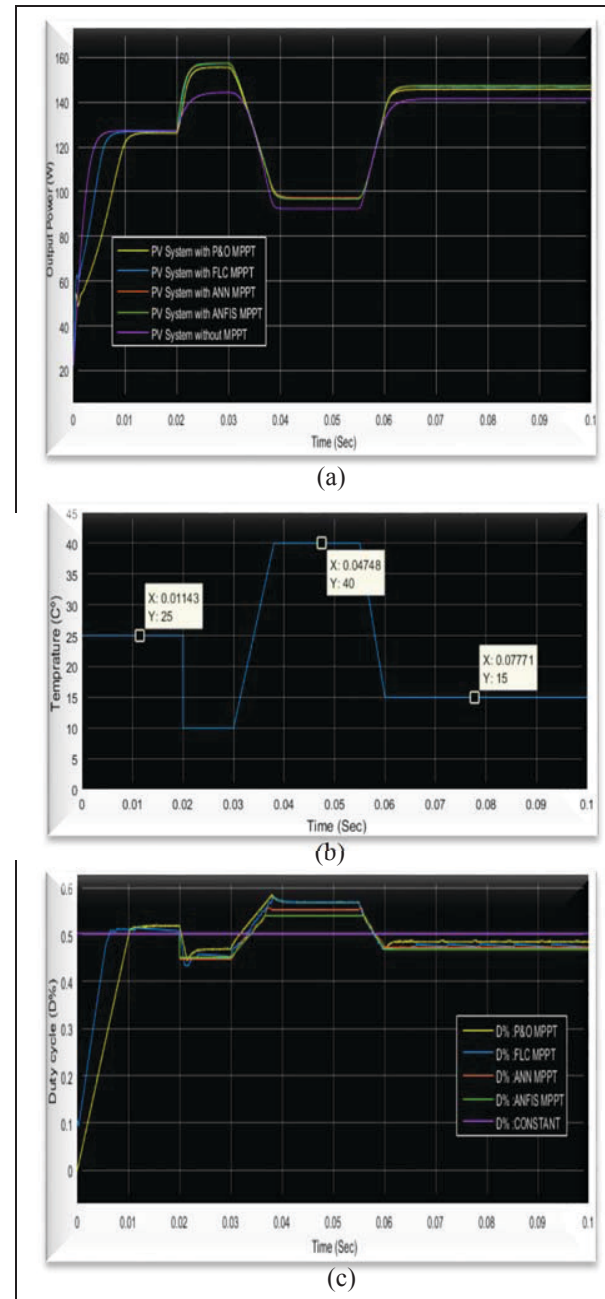 160
140
120
100
80
60
40
20
Output Power (W)
PV System with P&O MPPT
PV System with FLC MPPT
PV System with ANN MPPT
PV System with ANFIS MPPT
PV System without MPPT
0 0.01 0.02 0.03 0.04 0.05 0.06 0.07 0.08 0.09 0.1
Time (Sec)
(a)
45
40
35
30
25
20
15
10
5
0
Temprature (C°)
X: 0.01143
Y: 25
X: 0.04748
Y: 40
X: 0.07771
Y: 15
0 0.01 0.02 0.03 0.04 0.05 0.06 0.07 0.08 0.09 0.1
Time (Sec)
(b)
0.6
0.5
0.4
0.3
0.2
0.1
0
Duty cycle (D%)
D% :P&O MPPT
D% :FLC MPPT
D% :ANN MPPT
D% :ANFIS MPPT
D% :CONSTANT
0 0.01 0.02 0.03 0.04 0.05 0.06 0.07 0.08 0.09 0.1
Time (Sec)
(c)